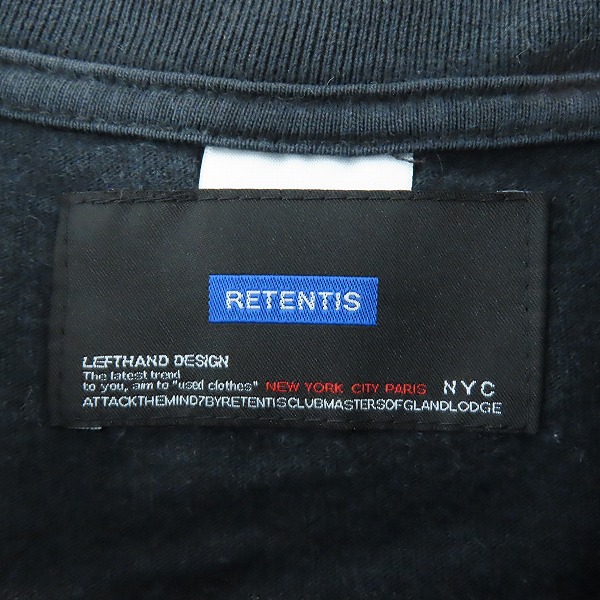 RETENTIS
LEFTHAND DESIGN
The latest trend
to you, aim to "used clothes" NEW YORK CITY PARIS NYC
ATTACKTHEMIND7BYRETENTISCLUBMASTERSOFGLANDLODGE